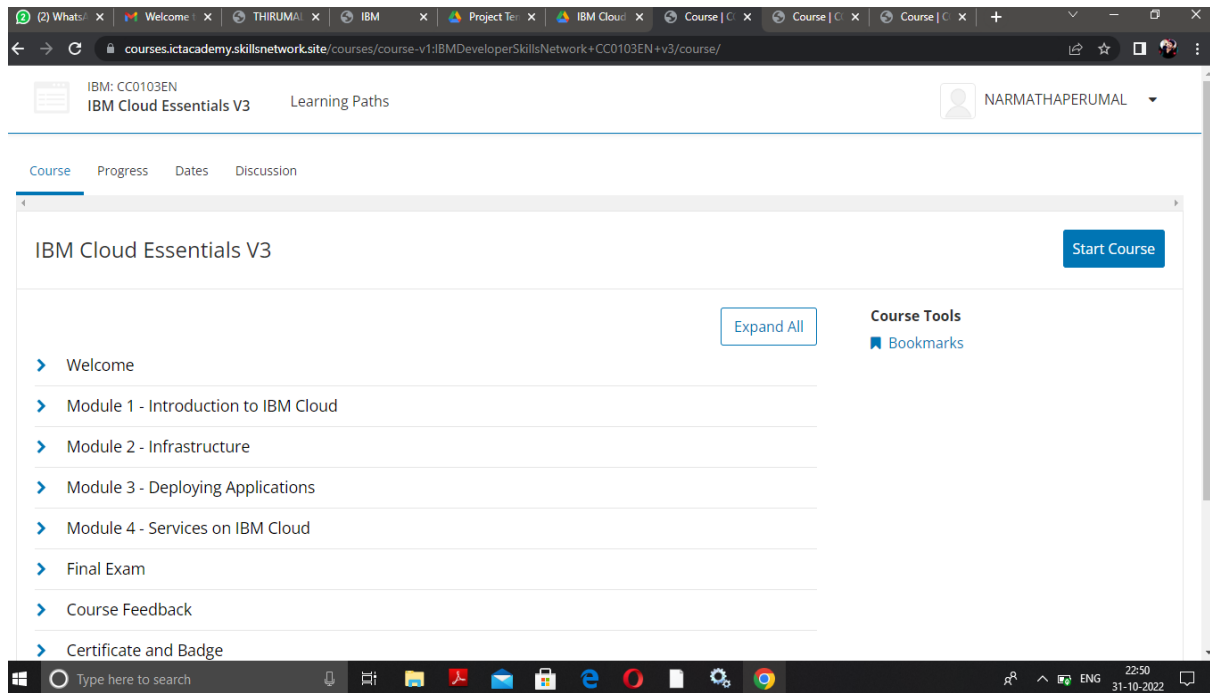 (2) Whats
Welcome
THIRUMAL
IBM
Project Ten
IBM Cloud
Course | C
Course | C
Course | C
courses.ictacademy.skillsnetwork.site/courses/course-v1:IBMDeveloperSkillsNetwork+CC0103EN+v3/course/
IBM: CC0103EN
IBM Cloud Essentials V3
Learning Paths
NARMATHAPERUMAL
Course Progress Dates Discussion
IBM Cloud Essentials V3
Start Course
Expand All
Course Tools
Bookmarks
Welcome
Module 1 - Introduction to IBM Cloud
Module 2 - Infrastructure
Module 3 - Deploying Applications
Module 4 - Services on IBM Cloud
Final Exam
Course Feedback
Certificate and Badge
Type here to search
ENG
22:50
31-10-2022